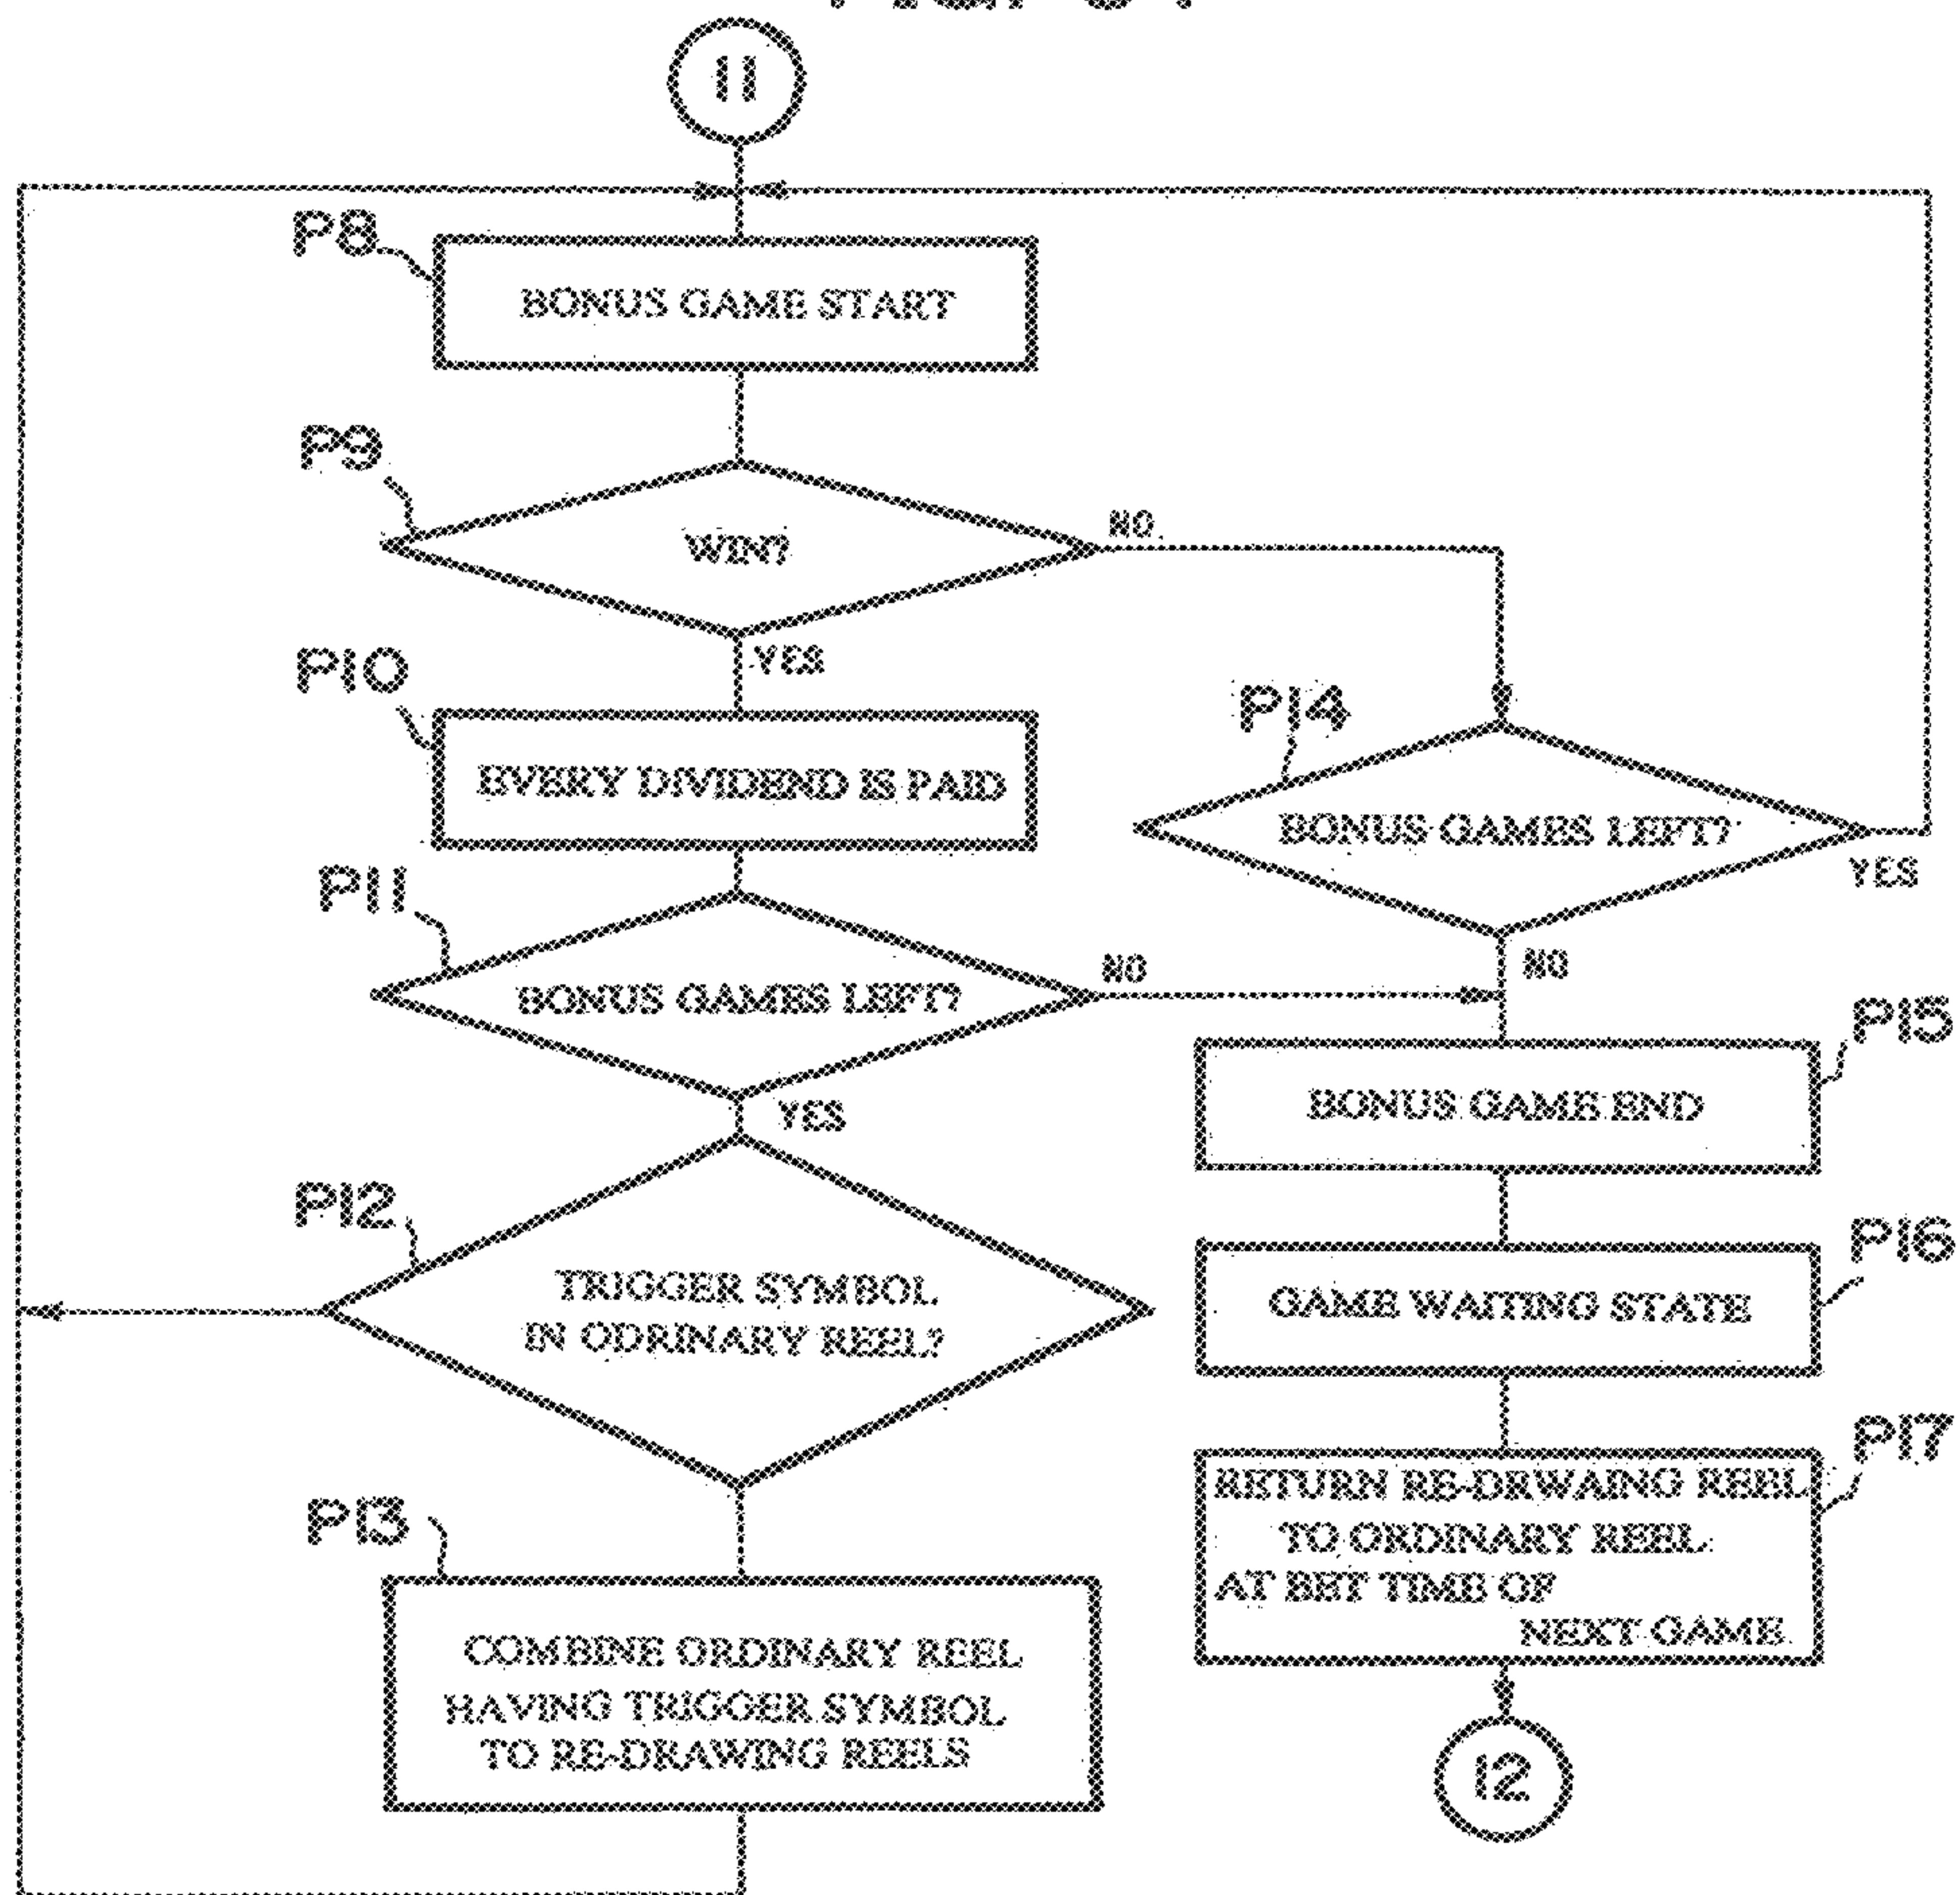 11
P8
BONUS GAME START
P9
WIN?
NO
YES
P10
EVERY DIVIDEND IS PAID
P14
BONUS GAMES LEFT?
YES
NO
P11
BONUS GAMES LEFT?
NO
YES
P15
BONUS GAME END
P12
TRIGGER SYMBOL
IN ODRINARY REEL?
P16
GAME WAITING STATE
P17
RETURN RE-DRWAING REEL
TO ORDINARY REEL
AT BET TIME OF
NEXT GAME
P13
COMBINE ORDINARY REEL
HAVING TRIGGER SYMBOL
TO RE-DRAWING REELS
12